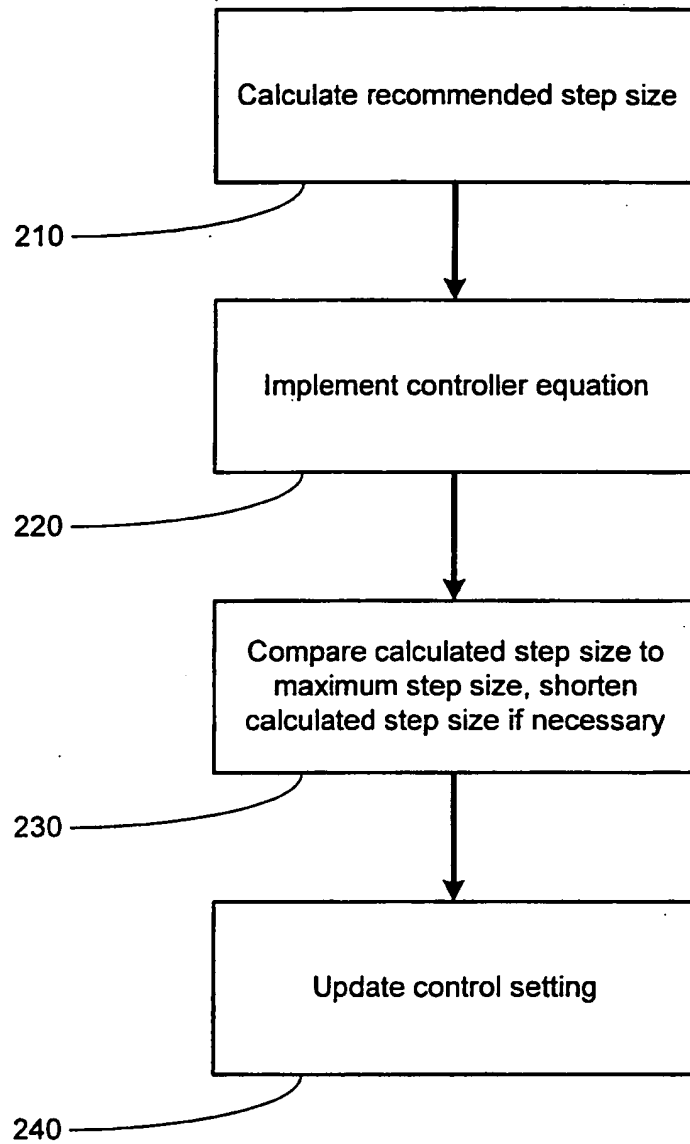 Calculate recommended step size
210
Implement controller equation
220
Compare calculated step size to
maximum step size, shorten
calculated step size if necessary
230
Update control setting
240